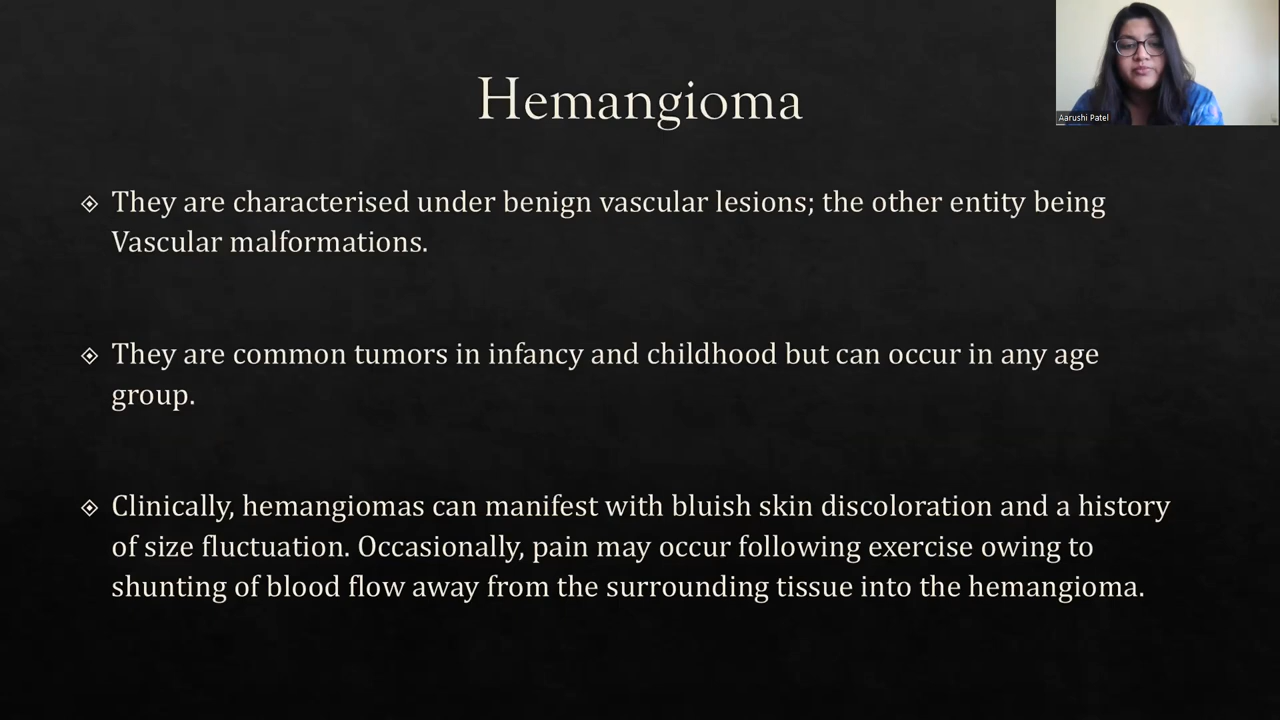 Hemangioma
Aarushi Patel
They are characterised under benign vascular lesions; the other entity being
Vascular malformations.
They are common tumors in infancy and childhood but can occur in any age
group.
Clinically, hemangiomas can manifest with bluish skin discoloration and a history
of size fluctuation. Occasionally, pain may occur following exercise owing to
shunting of blood flow away from the surrounding tissue into the hemangioma.